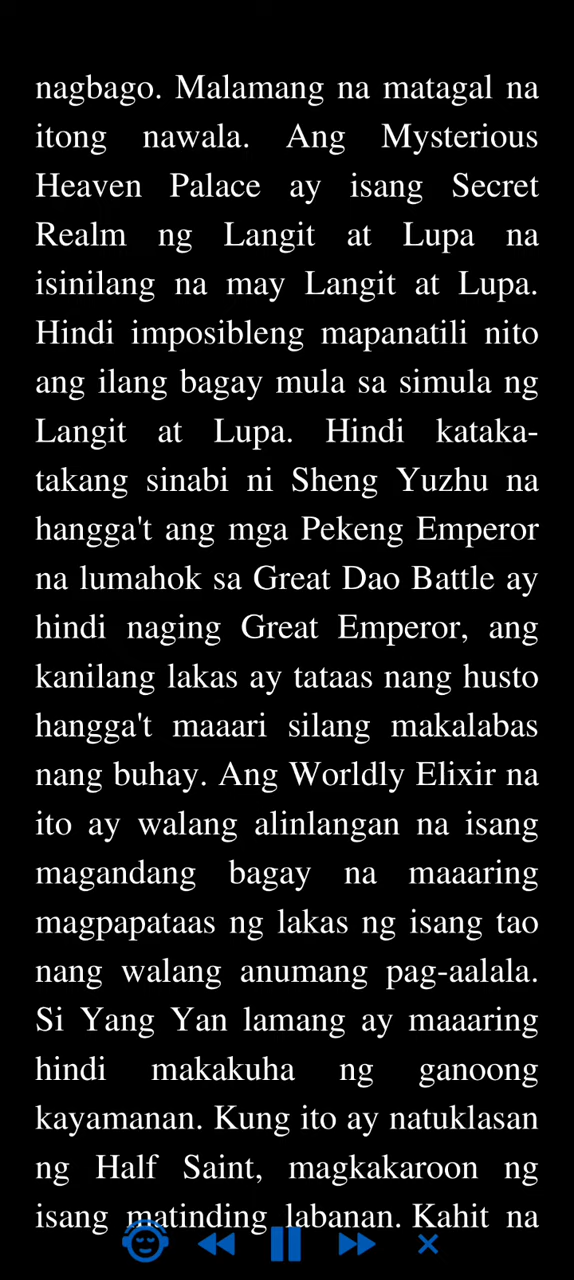 nagbago. Malamang na matagal na
itong nawala. Ang Mysterious
Heaven Palace ay isang Secret
Realm ng Langit at Lupa na
isinilang na may Langit at Lupa.
Hindi imposibleng mapanatili nito
ang ilang bagay mula sa simula ng
Langit at Lupa. Hindi kataka-
takang sinabi ni Sheng Yuzhu na
hangga't ang mga Pekeng Emperor
na lumahok sa Great Dao Battle ay
hindi naging Great Emperor, ang
kanilang lakas ay tataas nang husto
hangga't maaari silang makalabas
nang buhay. Ang Worldly Elixir na
ito ay walang alinlangan na isang
magandang bagay na maaaring
magpapataas ng lakas ng isang tao
nang walang anumang pag-aalala.
Si Yang Yan lamang ay maaaring
hindi makakuha ng ganoong
kayamanan. Kung ito ay natuklasan
ng Half Saint, magkakaroon ng
isang matinding labanan. Kahit na